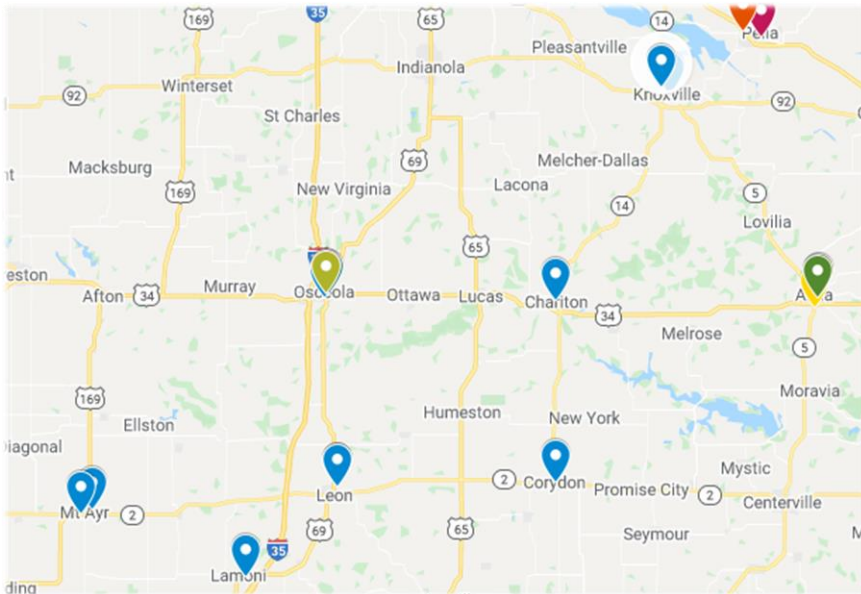 169
35
65
14
Pella
Pleasantville
Indianola
Winterset
92
Knoxville
92
St Charles
69
Macksburg
Melcher-Dallas
nt
New Virginia
169
Lacona
5
14
Lovilia
65
eston
Murray
Afton
34
Osceola
Ottawa
Lucas
Chariton
34
Melrose
5
169
Moravia
Humeston
New York
Ellston
Diagonal
Mystic
2
Leon
Corydon
Promise City
2
Centerville
Mt Ayr
2
69
65
Seymour
M
35
Lamoni
ding